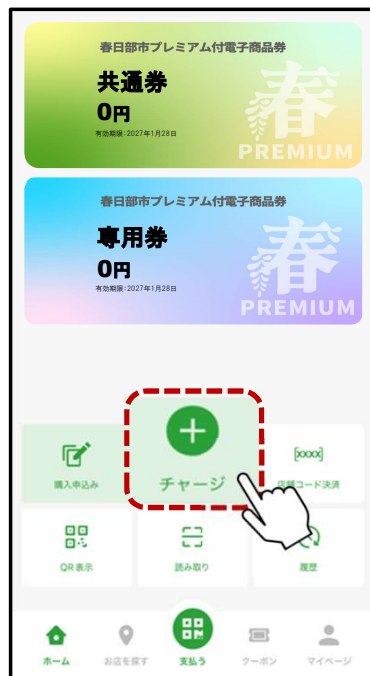 春日部市プレミアム付電子商品券
共通券
0円
有効期限:2027年1月28日
春
PREMIUM
春日部市プレミアム付電子商品券
専用券
0円
有効期限:2027年1月28日
春
PREMIUM
購入申込み
チャージ
[xxxx]
店舗コード決済
QR表示
読み取り
履歴
ホーム
お店を探す
支払う
クーポン
マイページ